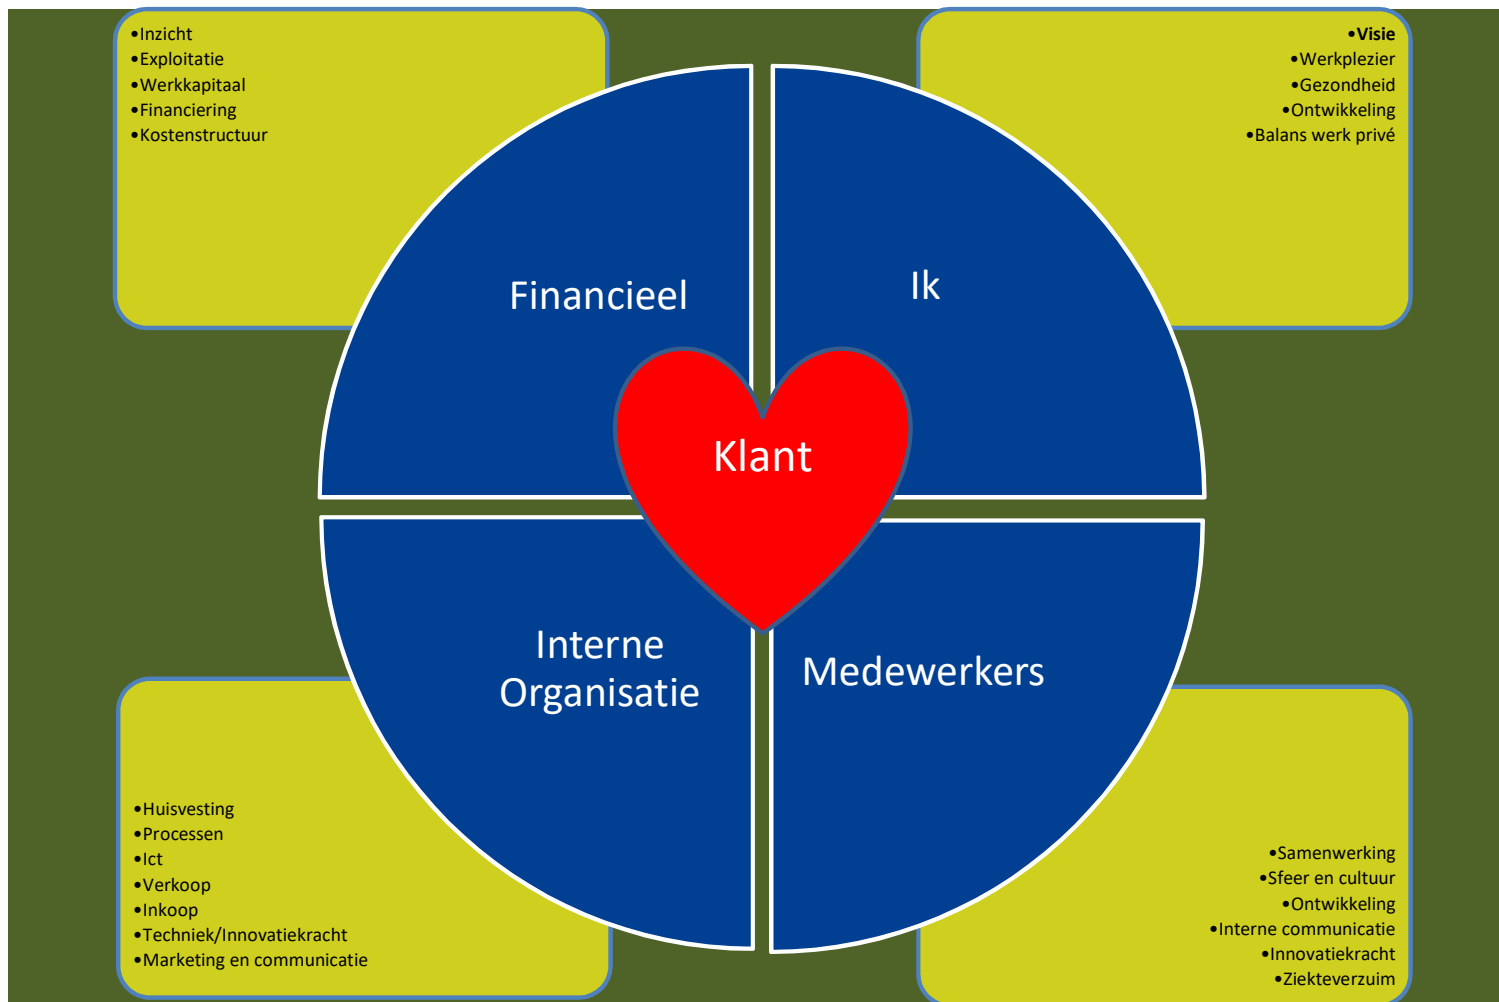 •Inzicht
•Exploitatie
•Werkkapitaal
•Financiering
•Kostenstructuur
•Visie
•Werkplezier
•Gezondheid
•Ontwikkeling
•Balans werk privé
Financieel
Ik
Klant
Interne
Organisatie
Medewerkers
•Huisvesting
•Processen
•Ict
•Verkoop
•Inkoop
•Techniek/Innovatiekracht
•Marketing en communicatie
•Samenwerking
•Sfeer en cultuur
•Ontwikkeling
•Interne communicatie
•Innovatiekracht
•Ziekteverzuim